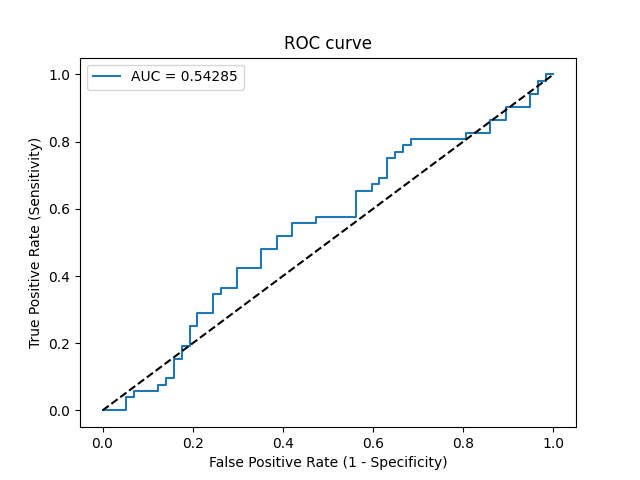 ROC curve
AUC = 0.54285
True Positive Rate (Sensitivity)
1.0
0.8
0.6
0.4
0.2
0.0
0.0 0.2 0.4 0.6 0.8 1.0
False Positive Rate (1 - Specificity)